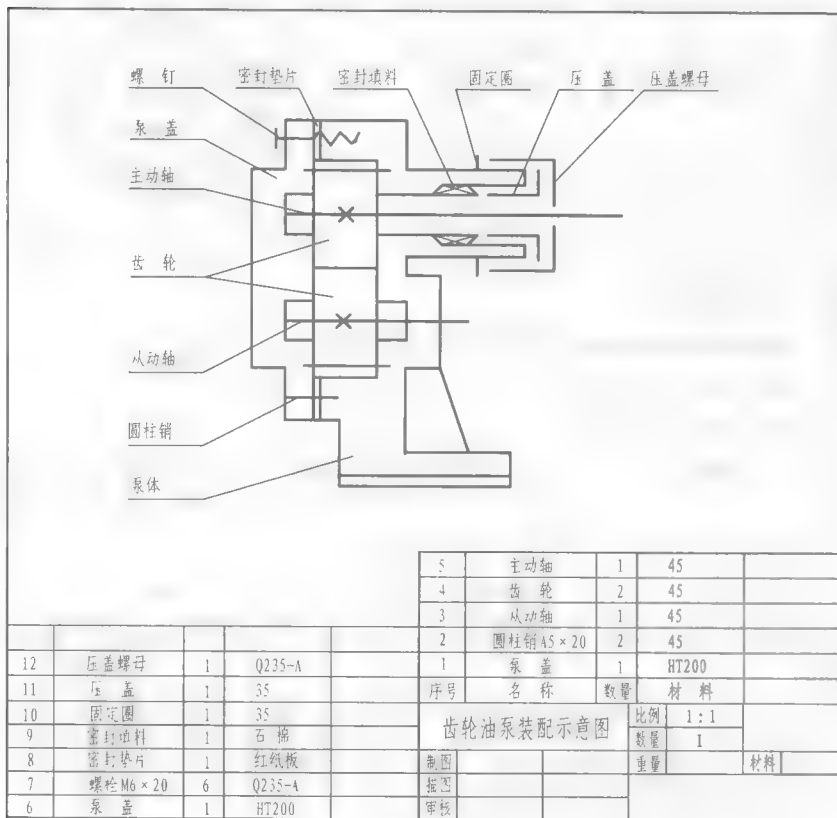 螺 钉 密封垫片 密封填料 固定圈 压 盖 压盖螺母
泵 盖
主动轴
齿 轮
从动轴
圆柱销
泵体
5 主动轴 1 45
4 齿 轮 2 45
3 从动轴 1 45
2 圆柱销 A5×20 2 45
1 泵 盖 1 HT200
序号 名 称 数量 材 料
12 压盖螺母 1 Q235-A
11 压 盖 1 35
10 固定圈 1 35
9 密封填料 1 石 棉
8 密封垫片 1 红纸板
7 螺栓 M6×20 6 Q235-A
6 泵 盖 1 HT200
齿轮油泵装配示意图
比例 1:1
数量 1
重量 材料
制图
描图
审核